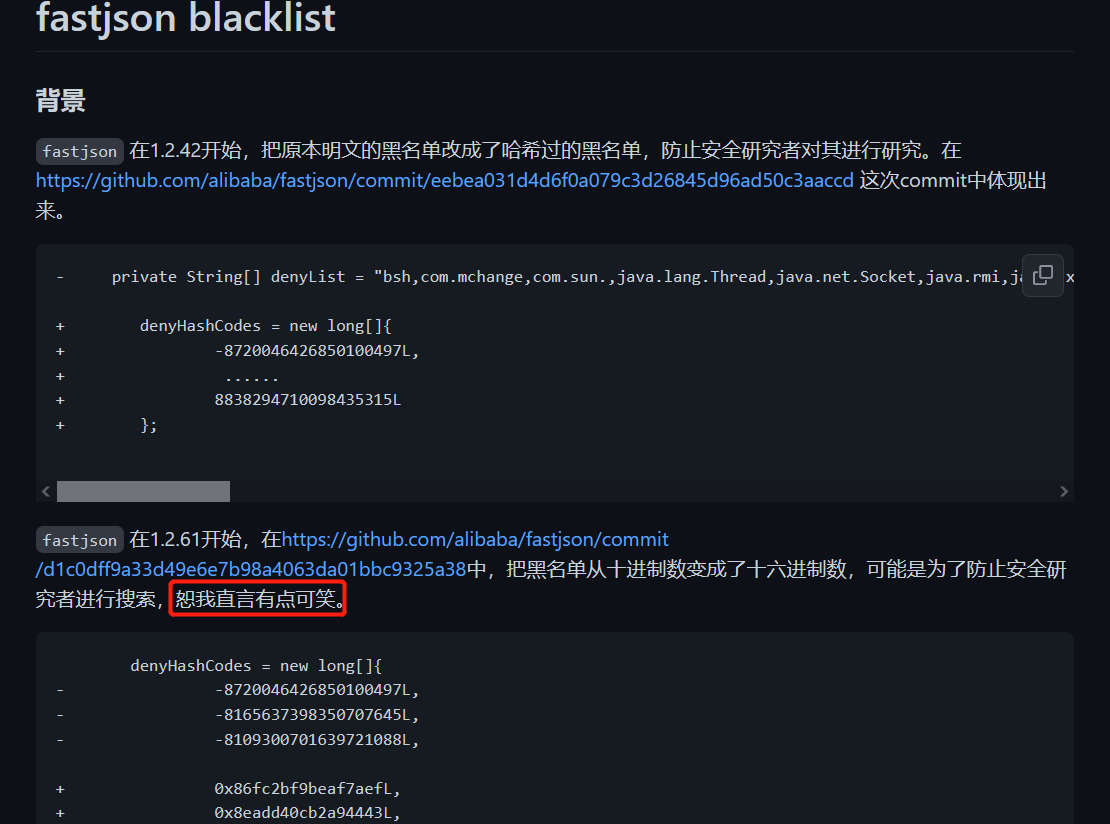 fastjson blacklist
背景
fastjson 在1.2.42开始，把原本明文的黑名单改成了哈希过的黑名单，防止安全研究者对其进行研究。在
https://github.com/alibaba/fastjson/commit/eebea031d4d6f0a079c3d26845d96ad50c3aaccd 这次commit中体现出
来。
- private String[] denyList = "bsh,com.mchange,com.sun.,java.lang.Thread,java.net.Socket,java.rmi,j x
+ denyHashCodes = new long[]{
+ -8720046426850100497L,
+ ......
+ 8838294710098435315L
+ };
fastjson 在1.2.61开始，在https://github.com/alibaba/fastjson/commit
/d1c0dff9a33d49e6e7b98a4063da01bbc9325a38中，把黑名单从十进制数变成了十六进制数，可能是为了防止安全研
究者进行搜索，恕我直言有点可笑。
denyHashCodes = new long[]{
- -8720046426850100497L,
- -8165637398350707645L,
- -8109300701639721088L,
+ 0x86fc2bf9beaf7aefL,
+ 0x8eadd40cb2a94443L,